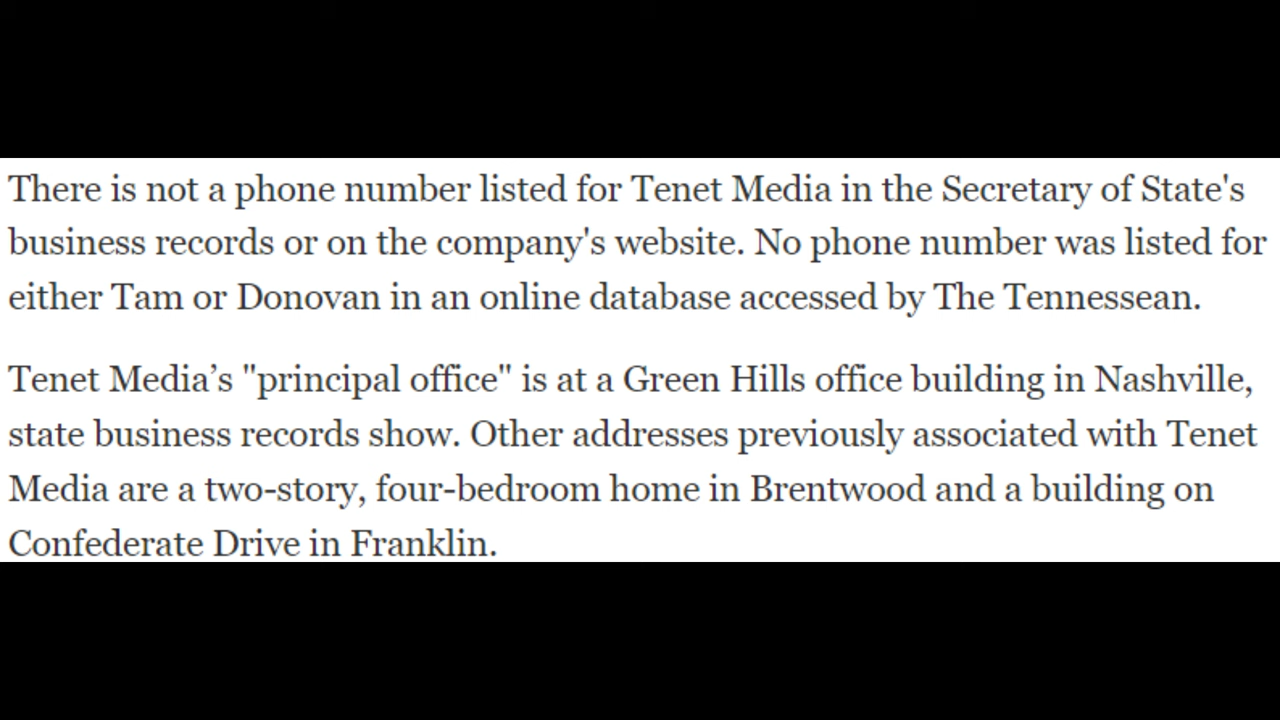 There is not a phone number listed for Tenet Media in the Secretary of State's
business records or on the company's website. No phone number was listed for
either Tam or Donovan in an online database accessed by The Tennessean.
Tenet Media’s "principal office" is at a Green Hills office building in Nashville,
state business records show. Other addresses previously associated with Tenet
Media are a two-story, four-bedroom home in Brentwood and a building on
Confederate Drive in Franklin.